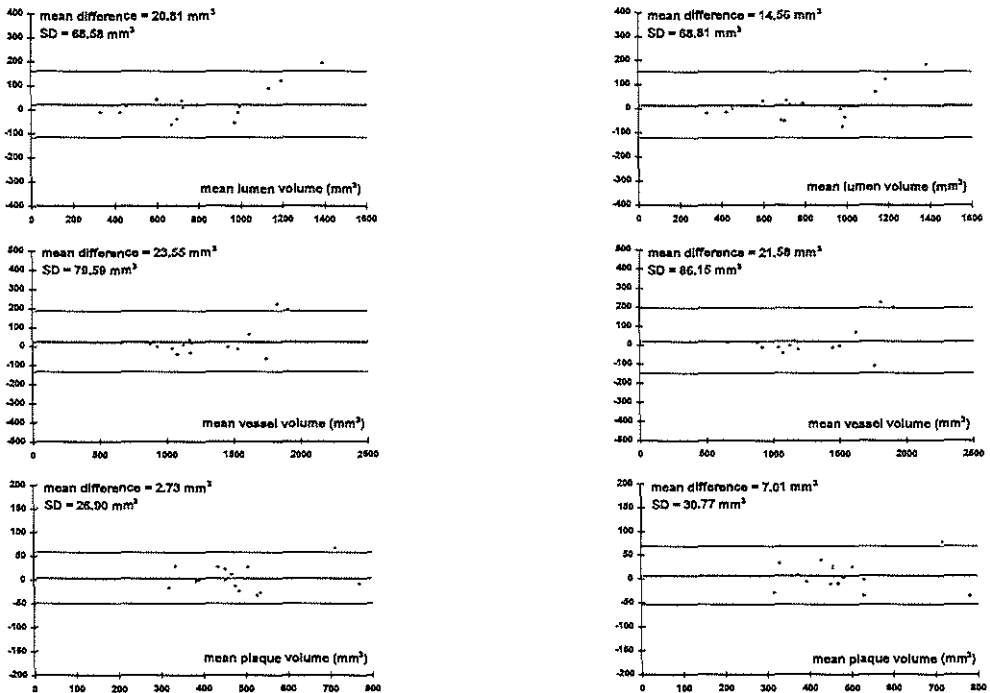 mean difference = 20.81 mm³
SD = 68.58 mm³
400
300
200
100
0
-100
-200
-300
-400
mean lumen volume (mm³)
0 200 400 600 800 1000 1200 1400 1600
mean difference = 14.55 mm³
SD = 68.81 mm³
400
300
200
100
0
-100
-200
-300
-400
mean lumen volume (mm³)
0 200 400 600 800 1000 1200 1400 1600
mean difference = 23.55 mm³
SD = 79.59 mm³
500
400
300
200
100
0
-100
-200
-300
-400
-500
mean vessel volume (mm³)
0 500 1000 1500 2000 2500
mean difference = 21.58 mm³
SD = 86.15 mm³
500
400
300
200
100
0
-100
-200
-300
-400
-500
mean vessel volume (mm³)
0 500 1000 1500 2000 2500
mean difference = 2.73 mm³
SD = 26.90 mm³
200
150
100
50
0
-50
-100
-150
-200
mean plaque volume (mm³)
0 100 200 300 400 500 600 700 800
mean difference = 7.01 mm³
SD = 30.77 mm³
200
150
100
50
0
-50
-100
-150
-200
mean plaque volume (mm³)
0 100 200 300 400 500 600 700 800